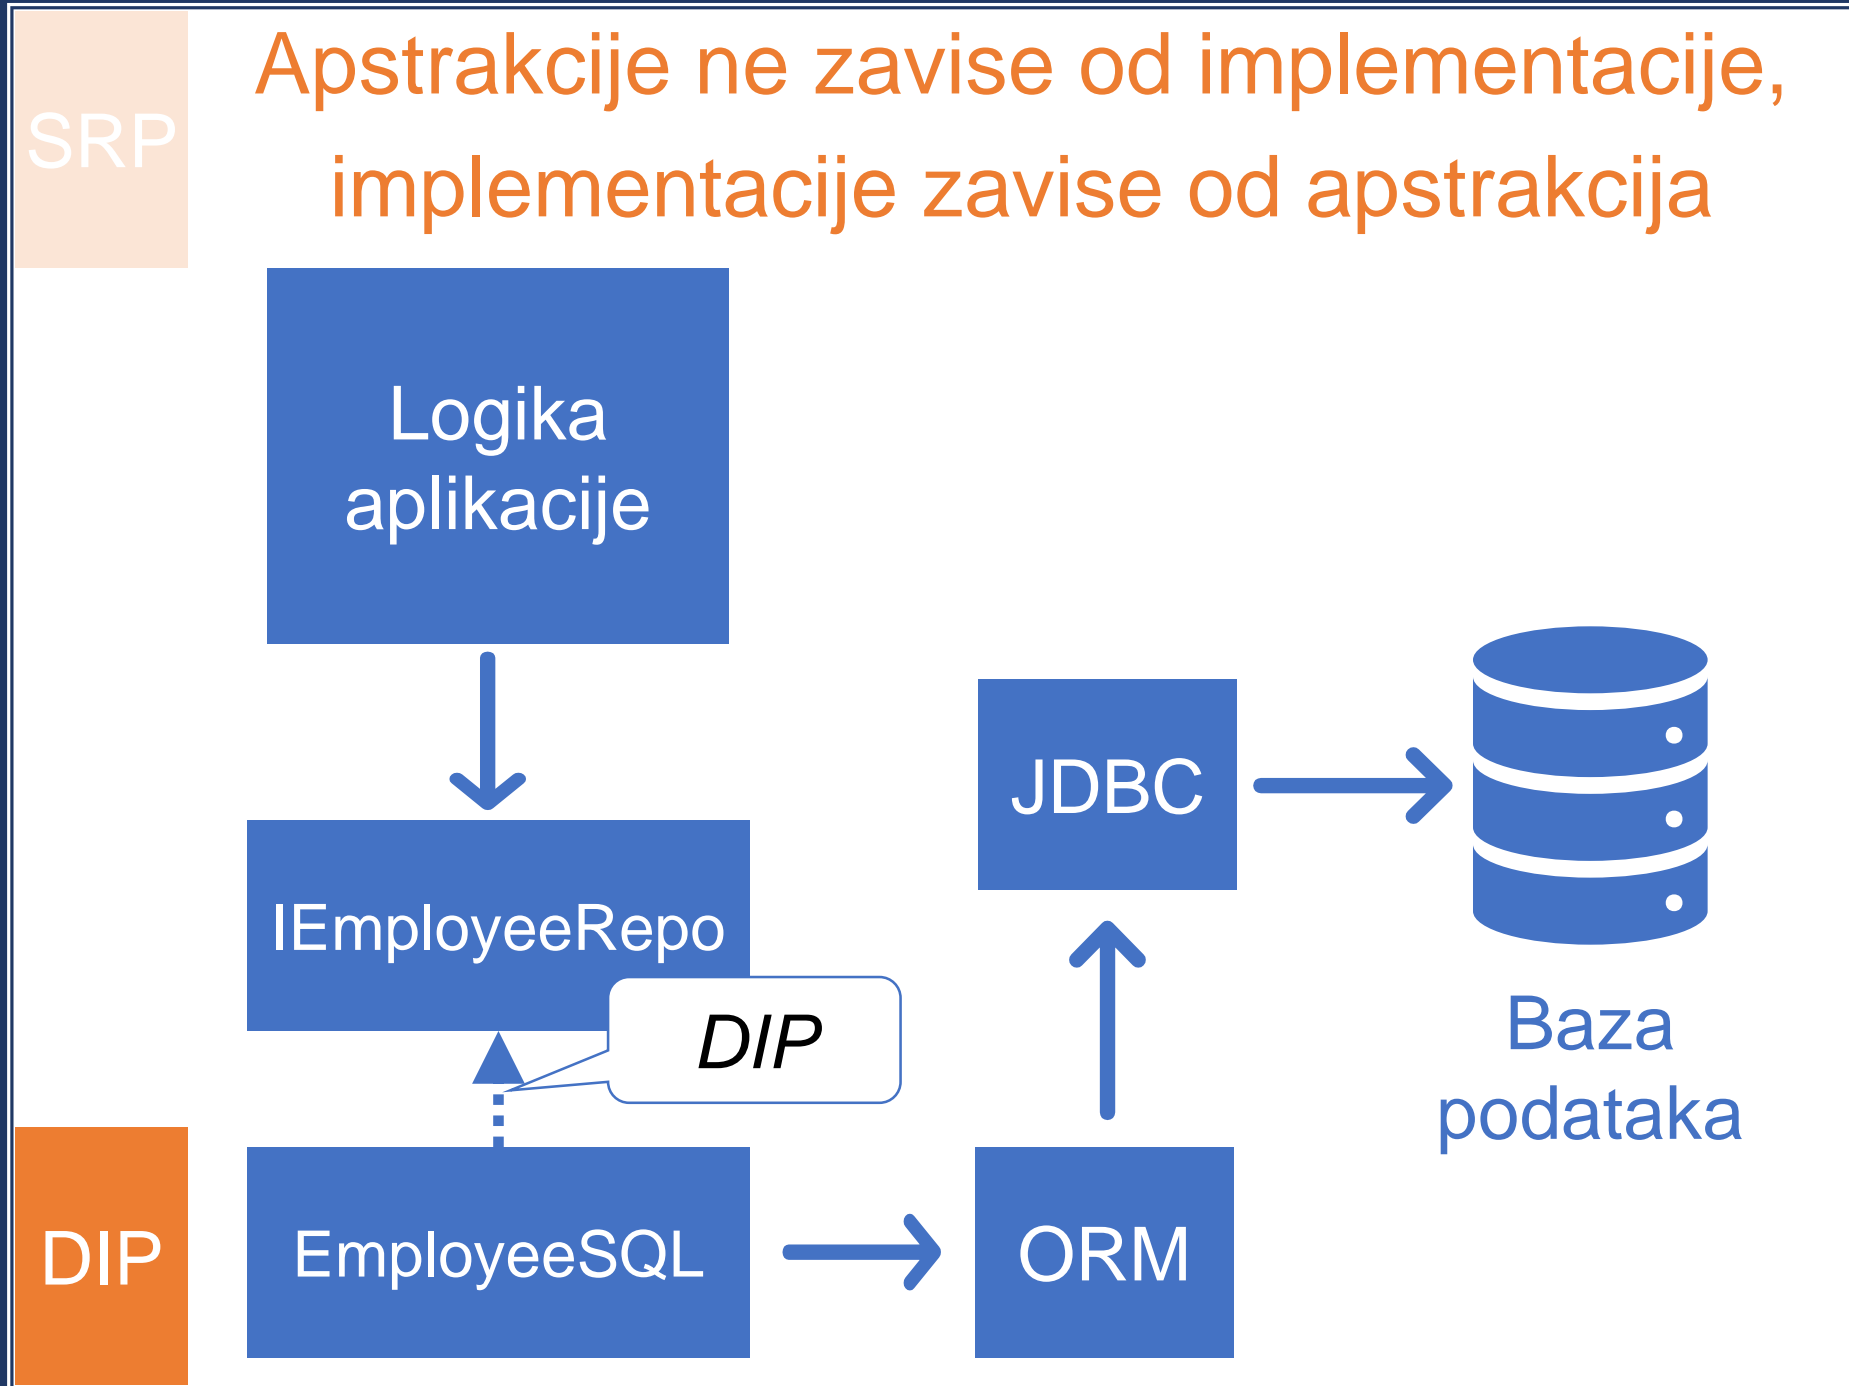 SRP
Apstrakcije ne zavise od implementacije,
implementacije zavise od apstrakcija
Logika
aplikacije
IEmployeeRepo
DIP
JDBC
Baza
podataka
DIP
EmployeeSQL
ORM